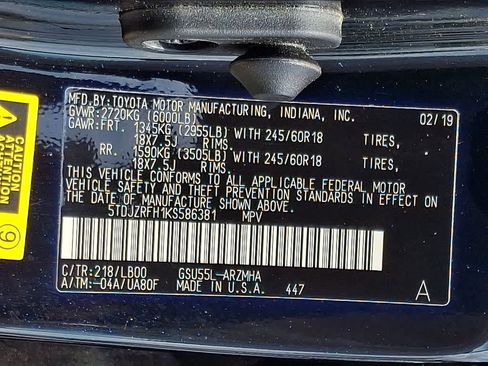 MFD.BY:TOYOTA MOTOR MANUFACTURING, INDIANA, INC. 02/19
GVWR:2720KG (6000LB)
GAWR:FRT. 1345KG (2955LB) WITH 245/60R18 TIRES,
18X7.5J RIMS.
RR. 1590KG (3505LB) WITH 245/60R18 TIRES,
18X7.5J RIMS.
THIS VEHICLE CONFORMS TO ALL APPLICABLE FEDERAL MOTOR
VEHICLE SAFETY AND THEFT PREVENTION STANDARDS IN EFFECT ON
THE DATE OF MANUFACTURE SHOWN ABOVE.
5TDJZRFH1KS586381 MPV
C/TR:218/LB00 GSU55L-ARZMHA
A/TM:-04A/UA80F MADE IN U.S.A. 447 A
CAUTION
ATTENTION
9